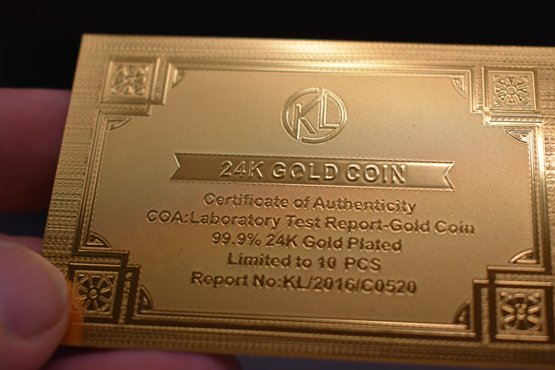 KL
24K GOLD COIN
Certificate of Authenticity
COA:Laboratory Test Report-Gold Coin
99.9% 24K Gold Plated
Limited to 10 PCS
Report No:KL/2016/C0520